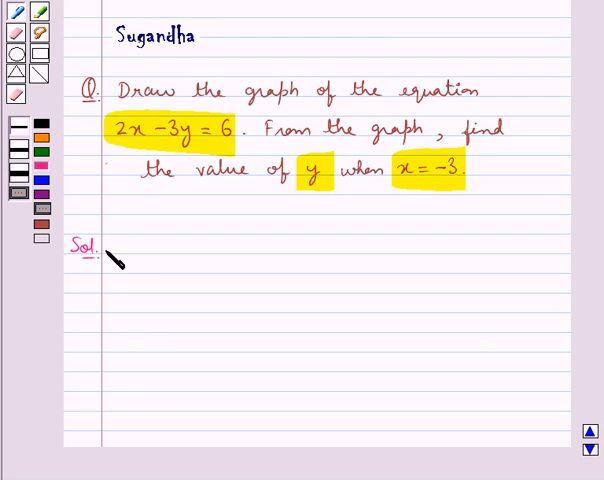 Sugandha
Q. Draw the graph of the equation
2x - 3y = 6. From the graph, find
the value of y when x = -3.
Sol.